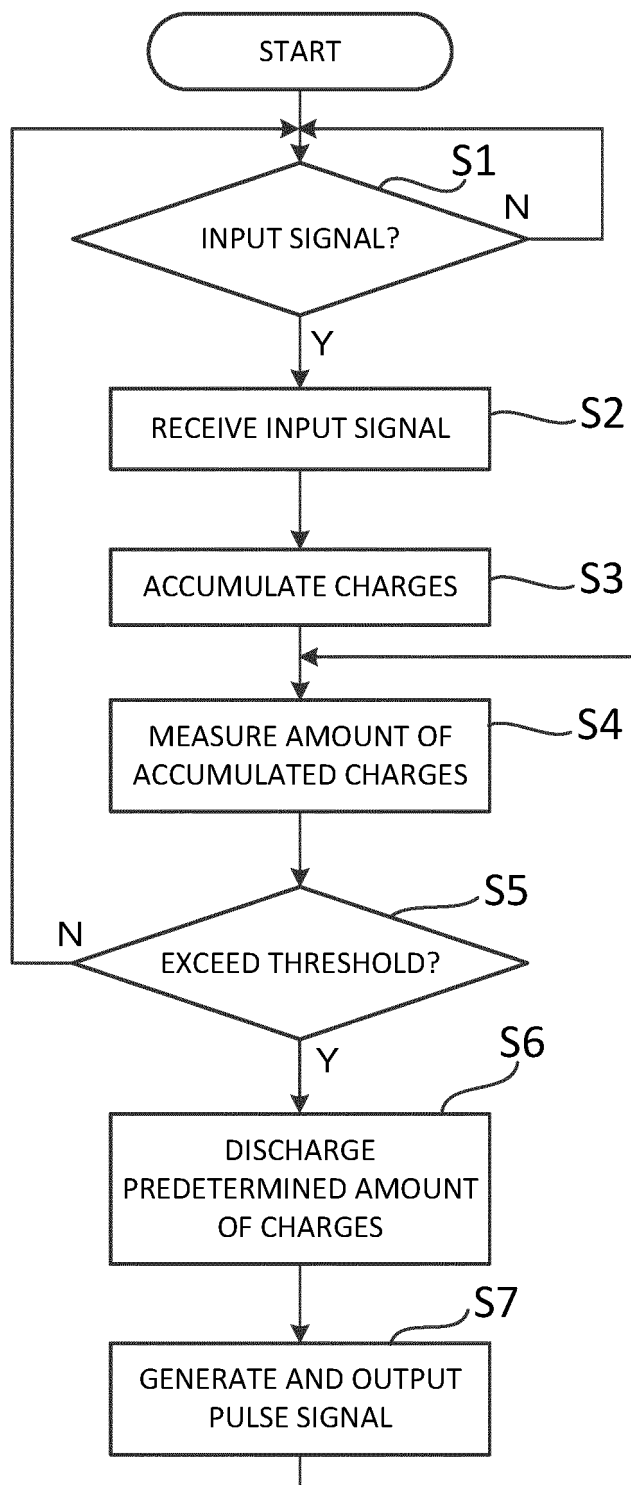 START
S1
N
INPUT SIGNAL?
Y
RECEIVE INPUT SIGNAL
S2
ACCUMULATE CHARGES
S3
MEASURE AMOUNT OF
ACCUMULATED CHARGES
S4
S5
N
EXCEED THRESHOLD?
Y
S6
DISCHARGE
PREDETERMINED AMOUNT
OF CHARGES
S7
GENERATE AND OUTPUT
PULSE SIGNAL